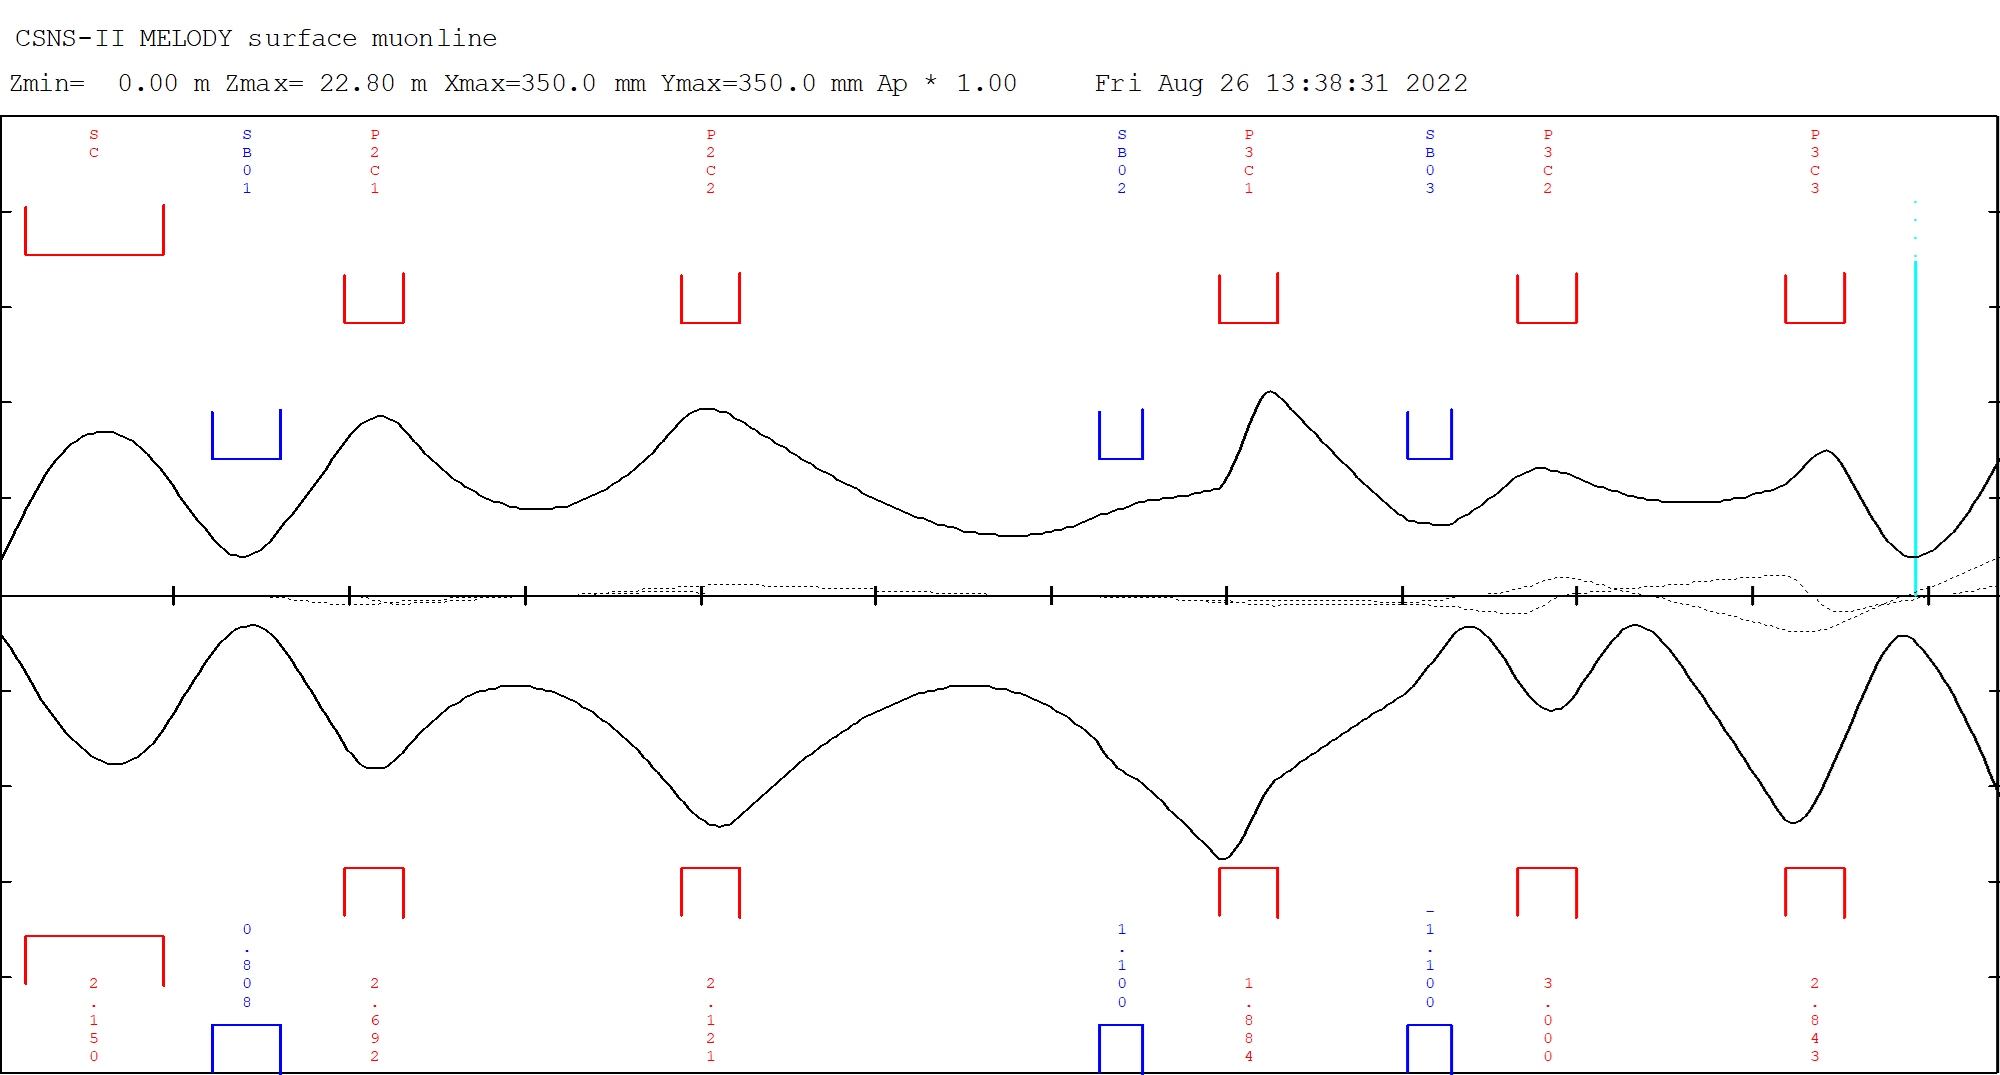 CSNS-II MELODY surface muonline
Zmin=  0.00 m Zmax= 22.80 m Xmax=350.0 mm Ymax=350.0 mm Ap * 1.00     Fri Aug 26 13:38:31 2022
SC
SB01
P2C1
P2C2
SB02
P3C1
SB03
P3C2
P3C3
2.150
0.808
2.692
2.121
1.100
1.884
-1.100
3.000
2.843